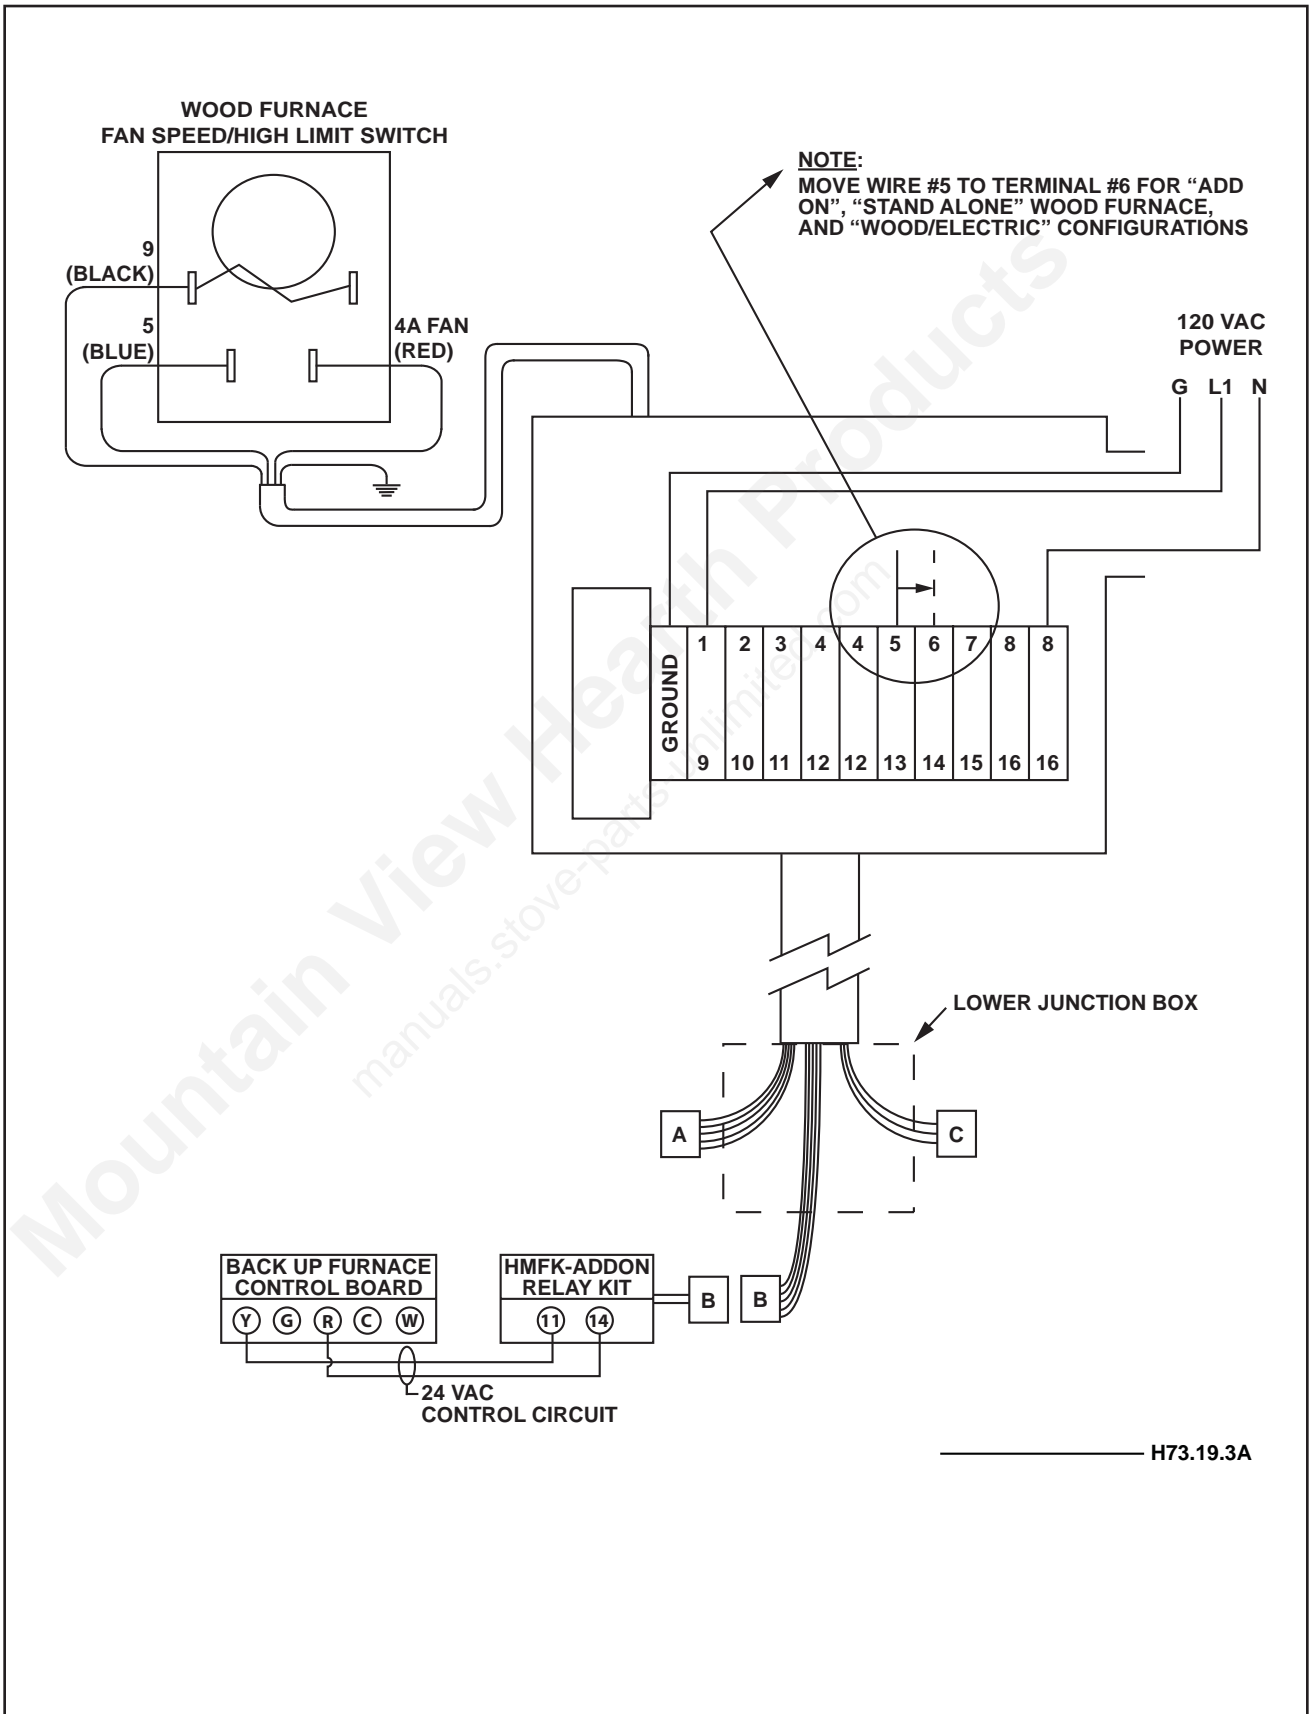 WOOD FURNACE
FAN SPEED/HIGH LIMIT SWITCH
9
(BLACK)
5
(BLUE)
4A FAN
(RED)
NOTE:
MOVE WIRE #5 TO TERMINAL #6 FOR “ADD
ON”, “STAND ALONE” WOOD FURNACE,
AND “WOOD/ELECTRIC” CONFIGURATIONS
120 VAC
POWER
G L1 N
GROUND
1 2 3 4 4 5 6 7 8 8
9 10 11 12 12 13 14 15 16 16
LOWER JUNCTION BOX
A
C
B
B
BACK UP FURNACE
CONTROL BOARD
Y G R C W
HMFK-ADDON
RELAY KIT
11 14
24 VAC
CONTROL CIRCUIT
H73.19.3A
Mountain View Hearth Products
manuals.stove-parts-unlimited.com